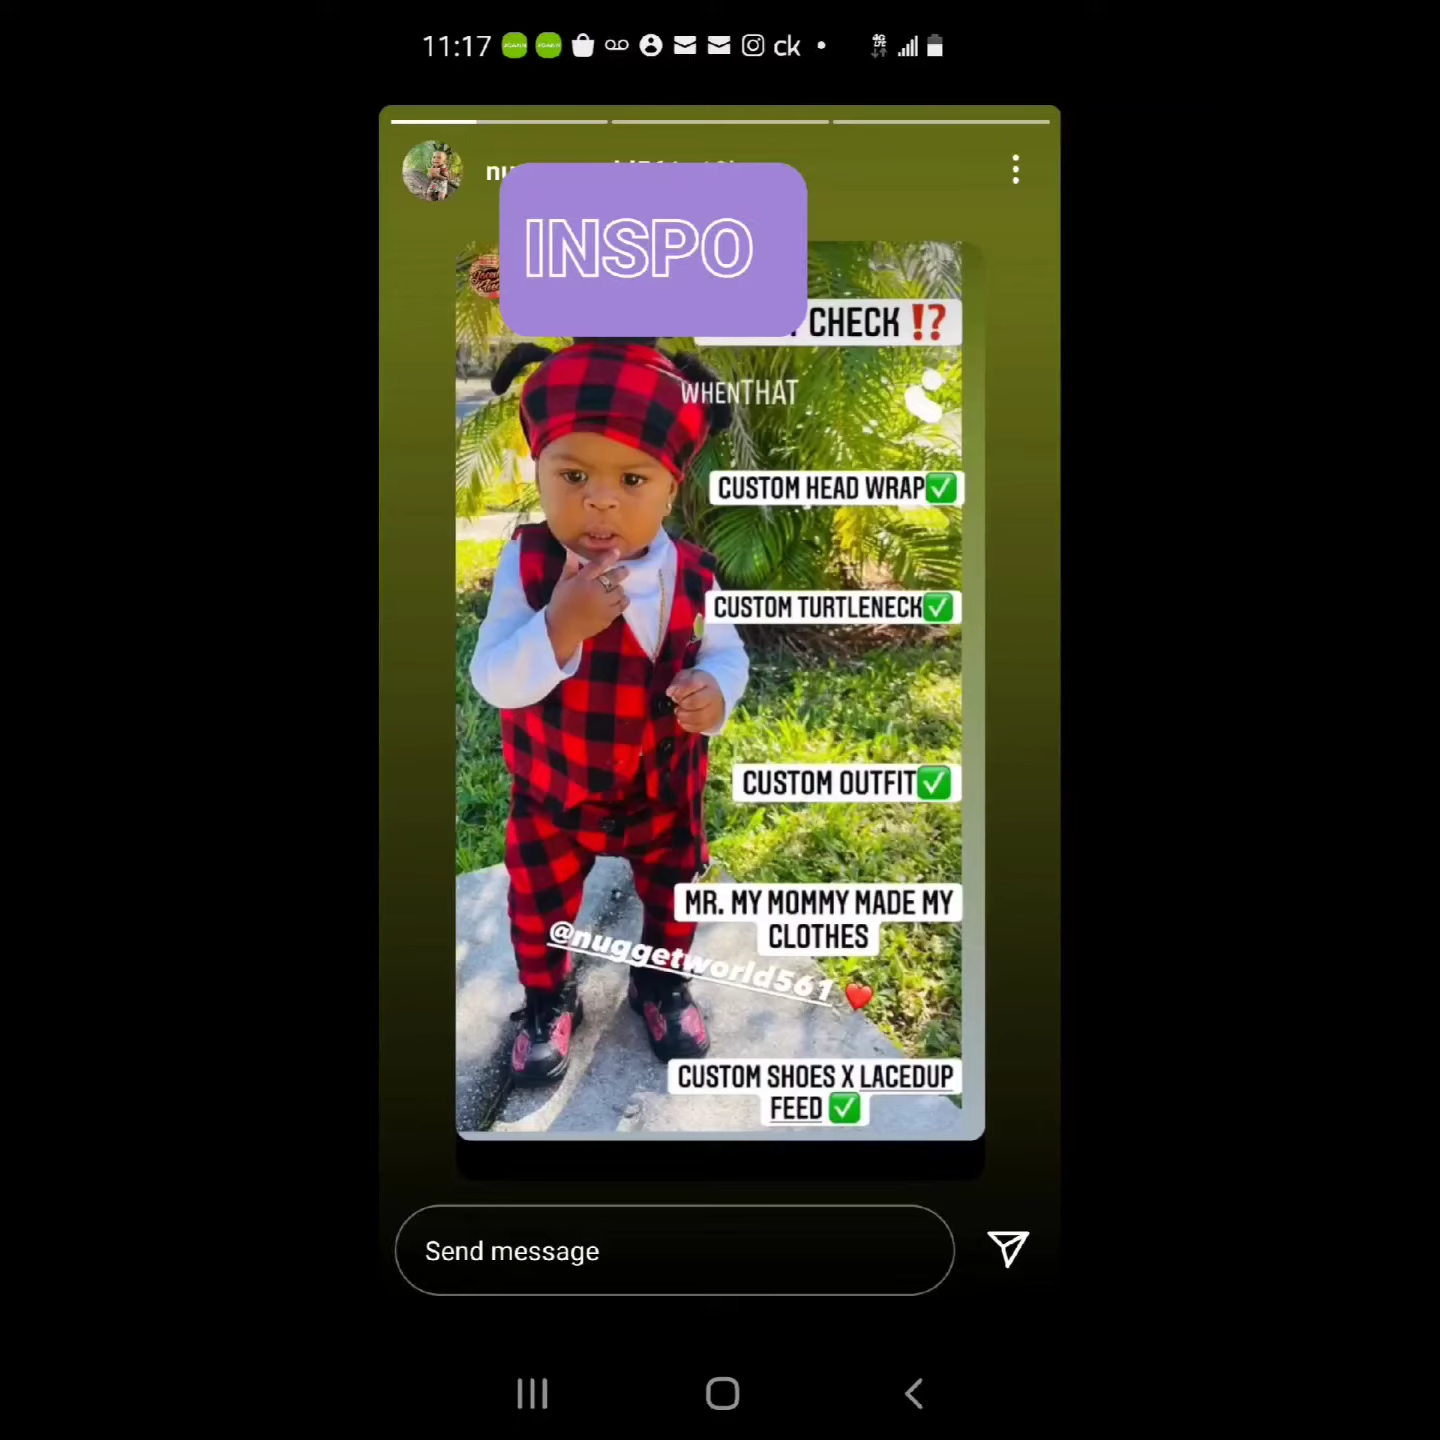 11:17
ck
INSPO
CHECK ⁉️
WHENTHAT
CUSTOM HEAD WRAP✅
CUSTOM TURTLENECK✅
CUSTOM OUTFIT✅
MR. MY MOMMY MADE MY
CLOTHES
@nuggetworld561 ❤️
CUSTOM SHOES X LACEDUP
FEED ✅
Send message